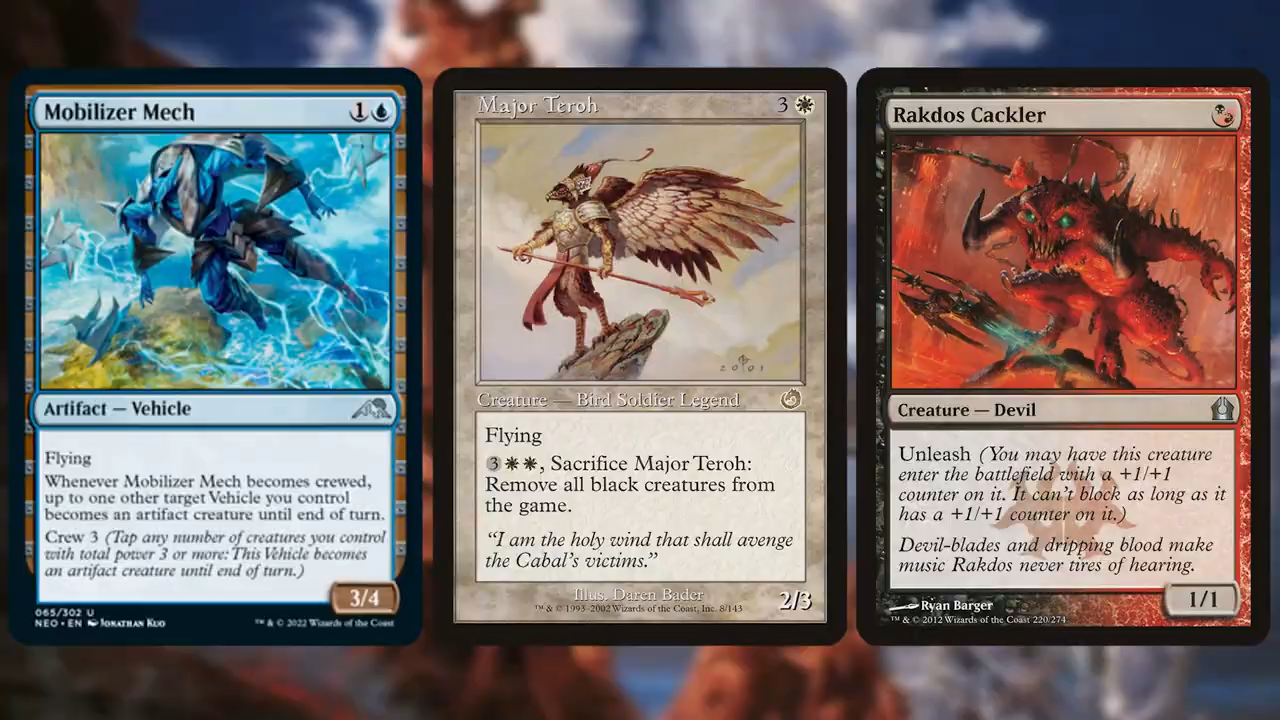 Mobilizer Mech 1
Artifact — Vehicle
Flying
Whenever Mobilizer Mech becomes crewed,
up to one other target Vehicle you control
becomes an artifact creature until end of turn.
Crew 3 (Tap any number of creatures you control
with total power 3 or more: This Vehicle becomes
an artifact creature until end of turn.)
3/4
065/302 U
NEO • EN Jonathan Kuo
™ & © 2022 Wizards of the Coast
Major Teroh 3
2001
Creature — Bird Soldier Legend
Flying
3, Sacrifice Major Teroh:
Remove all black creatures from
the game.
“I am the holy wind that shall avenge
the Cabal’s victims.”
Illus. Daren Bader
™ & © 1993–2002 Wizards of the Coast, Inc. 8/143
2/3
Rakdos Cackler
Creature — Devil
Unleash (You may have this creature
enter the battlefield with a +1/+1
counter on it. It can’t block as long as it
has a +1/+1 counter on it.)
Devil-blades and dripping blood make
music Rakdos never tires of hearing.
1/1
Ryan Barger
™ & © 2012 Wizards of the Coast 220/274